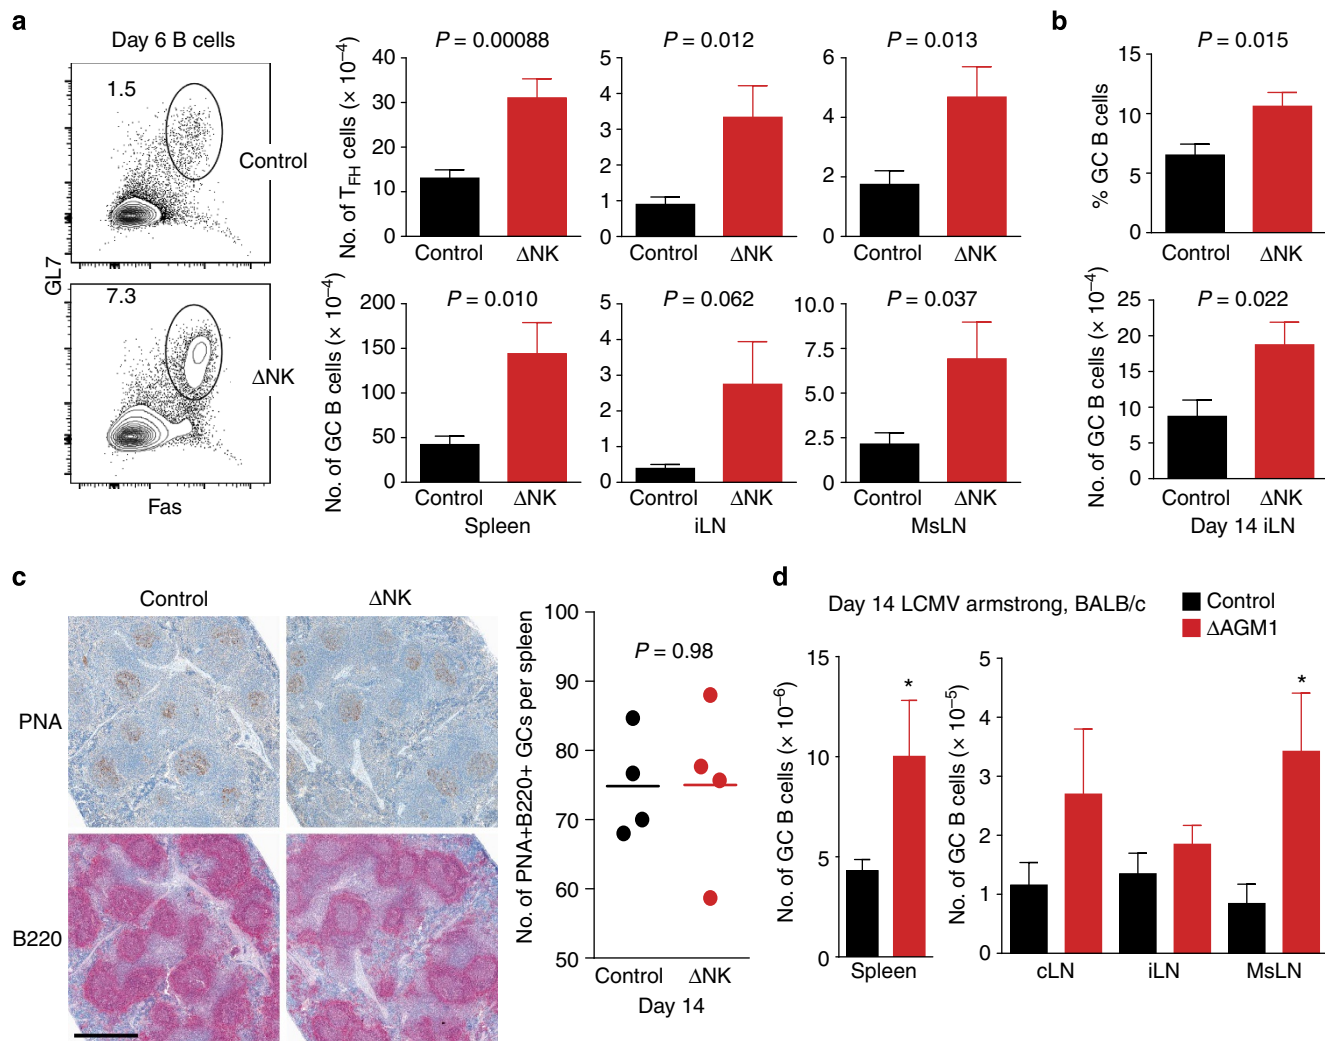 a
Day 6 B cells
1.5
Control
7.3
ΔNK
GL7
Fas
No. of TFH cells (× 10–4)
P = 0.00088
40
30
20
10
0
Control ΔNK
P = 0.012
5
4
3
2
1
0
Control ΔNK
P = 0.013
6
4
2
0
Control ΔNK
No. of GC B cells (× 10–4)
P = 0.010
200
150
100
50
0
Control ΔNK
Spleen
P = 0.062
5
4
3
2
1
0
Control ΔNK
iLN
P = 0.037
10.0
7.5
5.0
2.5
0
Control ΔNK
MsLN
b
P = 0.015
% GC B cells
15
10
5
0
Control ΔNK
P = 0.022
No. of GC B cells (× 10–4)
25
20
15
10
5
0
Control ΔNK
Day 14 iLN
c
Control ΔNK
PNA
B220
No. of PNA+B220+ GCs per spleen
P = 0.98
100
90
80
70
60
50
Control ΔNK
Day 14
d
Day 14 LCMV armstrong, BALB/c
Control
ΔAGM1
No. of GC B cells (× 10–6)
15
10
5
0
*
Spleen
No. of GC B cells (× 10–5)
5
4
3
2
1
0
*
cLN iLN MsLN